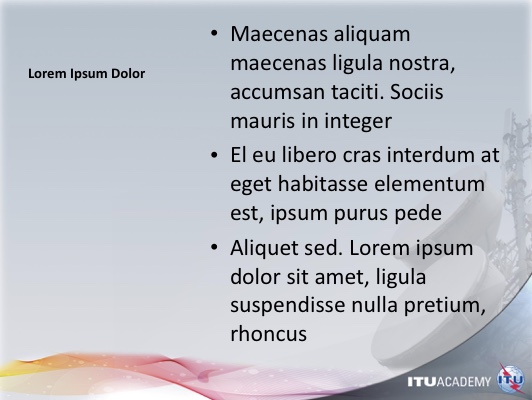 Lorem Ipsum Dolor
• Maecenas aliquam
maecenas ligula nostra,
accumsan taciti. Sociis
mauris in integer
• El eu libero cras interdum at
eget habitasse elementum
est, ipsum purus pede
• Aliquet sed. Lorem ipsum
dolor sit amet, ligula
suspendisse nulla pretium,
rhoncus
ITUACADEMY ITU